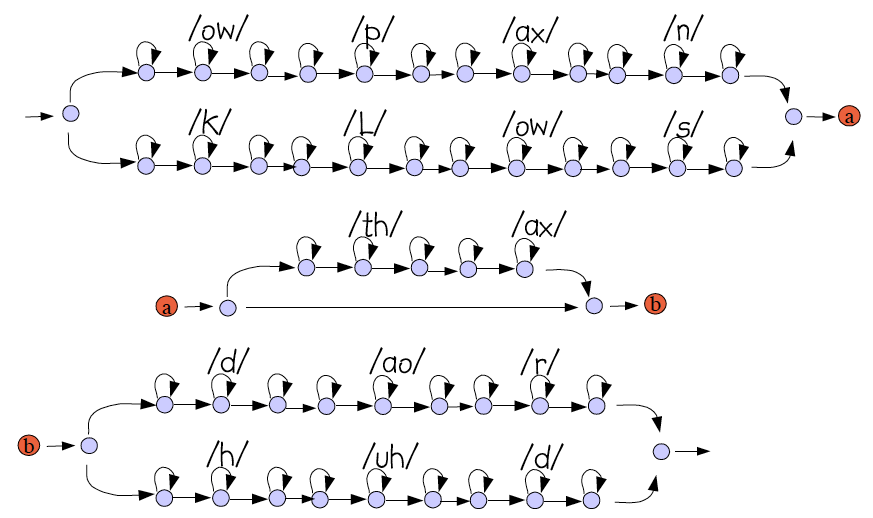 /ow/ /p/ /ax/ /n/
a
/k/ /L/ /ow/ /s/
/th/ /ax/
a b
/d/ /ao/ /r/
b
/h/ /uh/ /d/